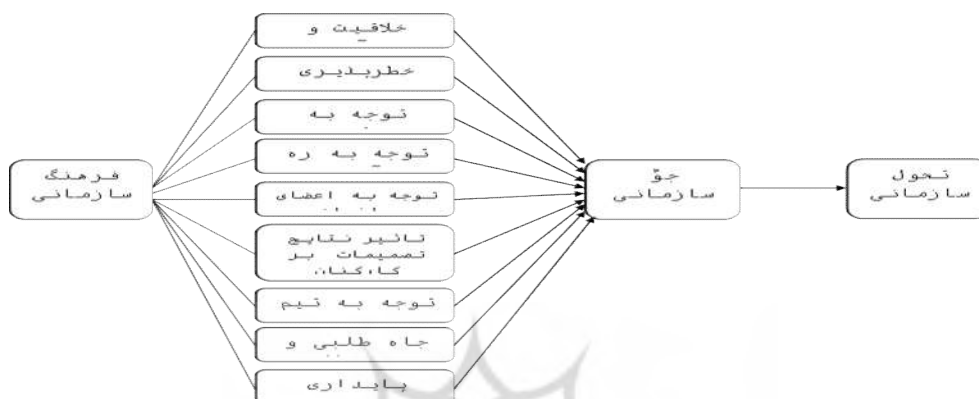 خلاقیت و
خطرپذیری
توجه به
توجه به ره
توجه به اعضای
تاثیر نتایج
تصمیمات بر
کارکنان
توجه به تیم
جاه طلبی و
پایداری
فرهنگ
سازمانی
جوّ
سازمانی
تحول
سازمانی